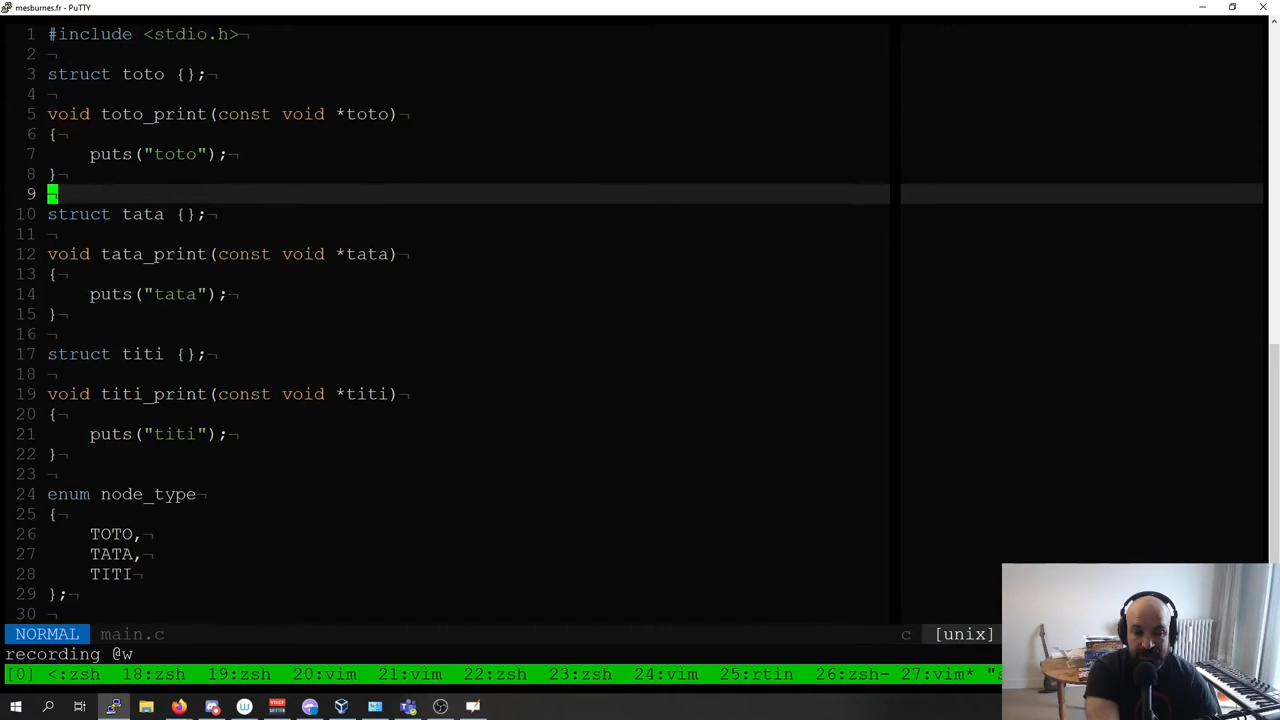 mesburnes.fr - PuTTY
1 #include <stdio.h>¬
2 ¬
3 struct toto {};¬
4 ¬
5 void toto_print(const void *toto)¬
6 {¬
7 puts("toto");¬
8 }¬
9 ¬
10 struct tata {};¬
11 ¬
12 void tata_print(const void *tata)¬
13 {¬
14 puts("tata");¬
15 }¬
16 ¬
17 struct titi {};¬
18 ¬
19 void titi_print(const void *titi)¬
20 {¬
21 puts("titi");¬
22 }¬
23 ¬
24 enum node_type¬
25 {¬
26 TOTO,¬
27 TATA,¬
28 TITI¬
29 };¬
30 ¬
NORMAL main.c c [unix]
recording @w
[0] <:zsh 18:zsh 19:zsh 20:vim 21:vim 22:zsh 23:zsh 24:vim 25:rtin 26:zsh- 27:vim* "s